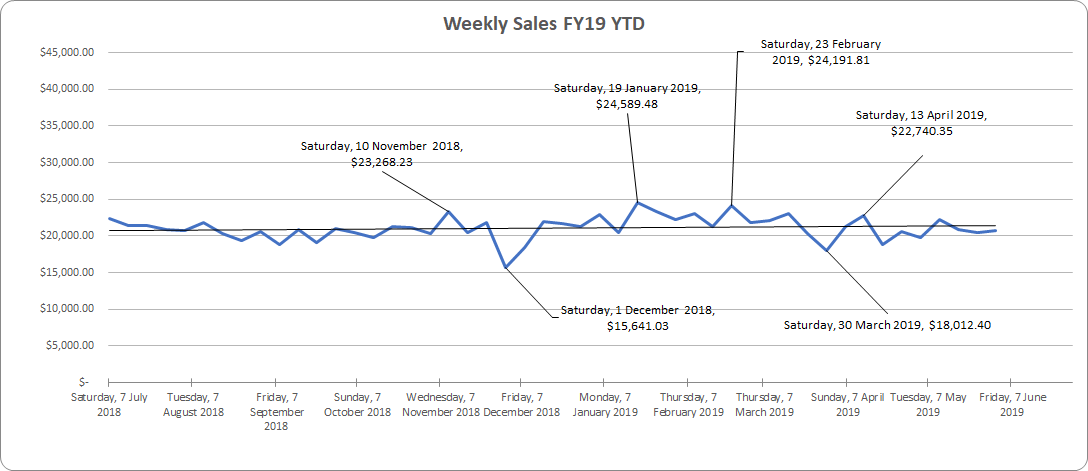 Weekly Sales FY19 YTD
$45,000.00
$40,000.00
$35,000.00
$30,000.00
$25,000.00
$20,000.00
$15,000.00
$10,000.00
$5,000.00
$-
Saturday, 23 February
2019, $24,191.81
Saturday, 19 January 2019,
$24,589.48
Saturday, 13 April 2019,
$22,740.35
Saturday, 10 November 2018,
$23,268.23
Saturday, 1 December 2018,
$15,641.03
Saturday, 30 March 2019, $18,012.40
Saturday, 7 July
2018
Tuesday, 7
August 2018
Friday, 7
September
2018
Sunday, 7
October 2018
Wednesday, 7
November 2018
Friday, 7
December 2018
Monday, 7
January 2019
Thursday, 7
February 2019
Thursday, 7
March 2019
Sunday, 7 April
2019
Tuesday, 7 May
2019
Friday, 7 June
2019